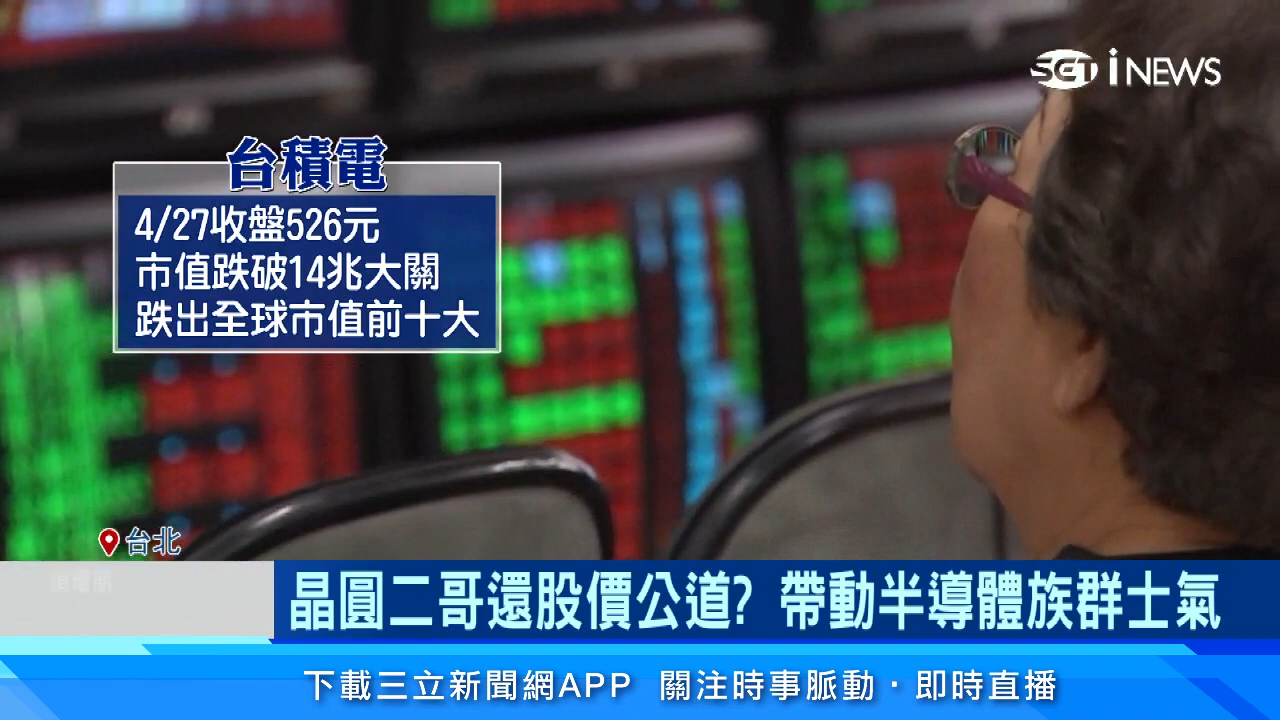 SET iNEWS
台積電
4/27收盤526元
市值跌破14兆大關
跌出全球市值前十大
台北
晶圓二哥還股價公道? 帶動半導體族群士氣
下載三立新聞網APP 關注時事脈動・即時直播